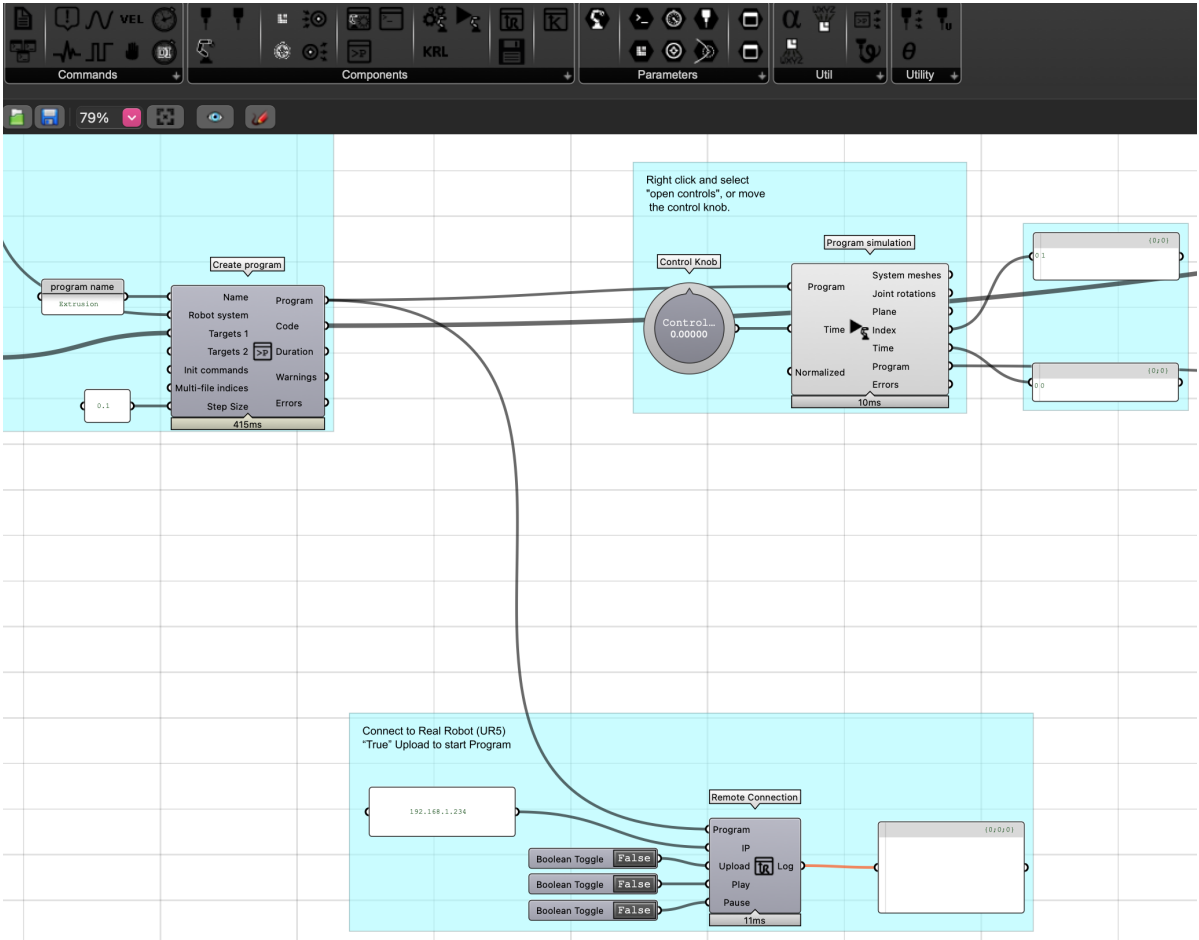 VEL
KRL
Commands
Components
Parameters
Util
Utility
79%
Right click and select
"open controls", or move
the control knob.
program name
Extrusion
0.1
Create program
Name
Robot system
Targets 1
Targets 2
Init commands
Multi-file indices
Step Size
Program
Code
Duration
Warnings
Errors
415ms
Control Knob
Control…
0.00000
Program simulation
Program
Time
Normalized
System meshes
Joint rotations
Plane
Index
Time
Program
Errors
10ms
{0;0}
0 1
{0;0}
0 0
Connect to Real Robot (UR5)
“True” Upload to start Program
192.168.1.234
Boolean Toggle False
Boolean Toggle False
Boolean Toggle False
Remote Connection
Program
IP
Upload
Play
Pause
Log
11ms
{0;0;0}